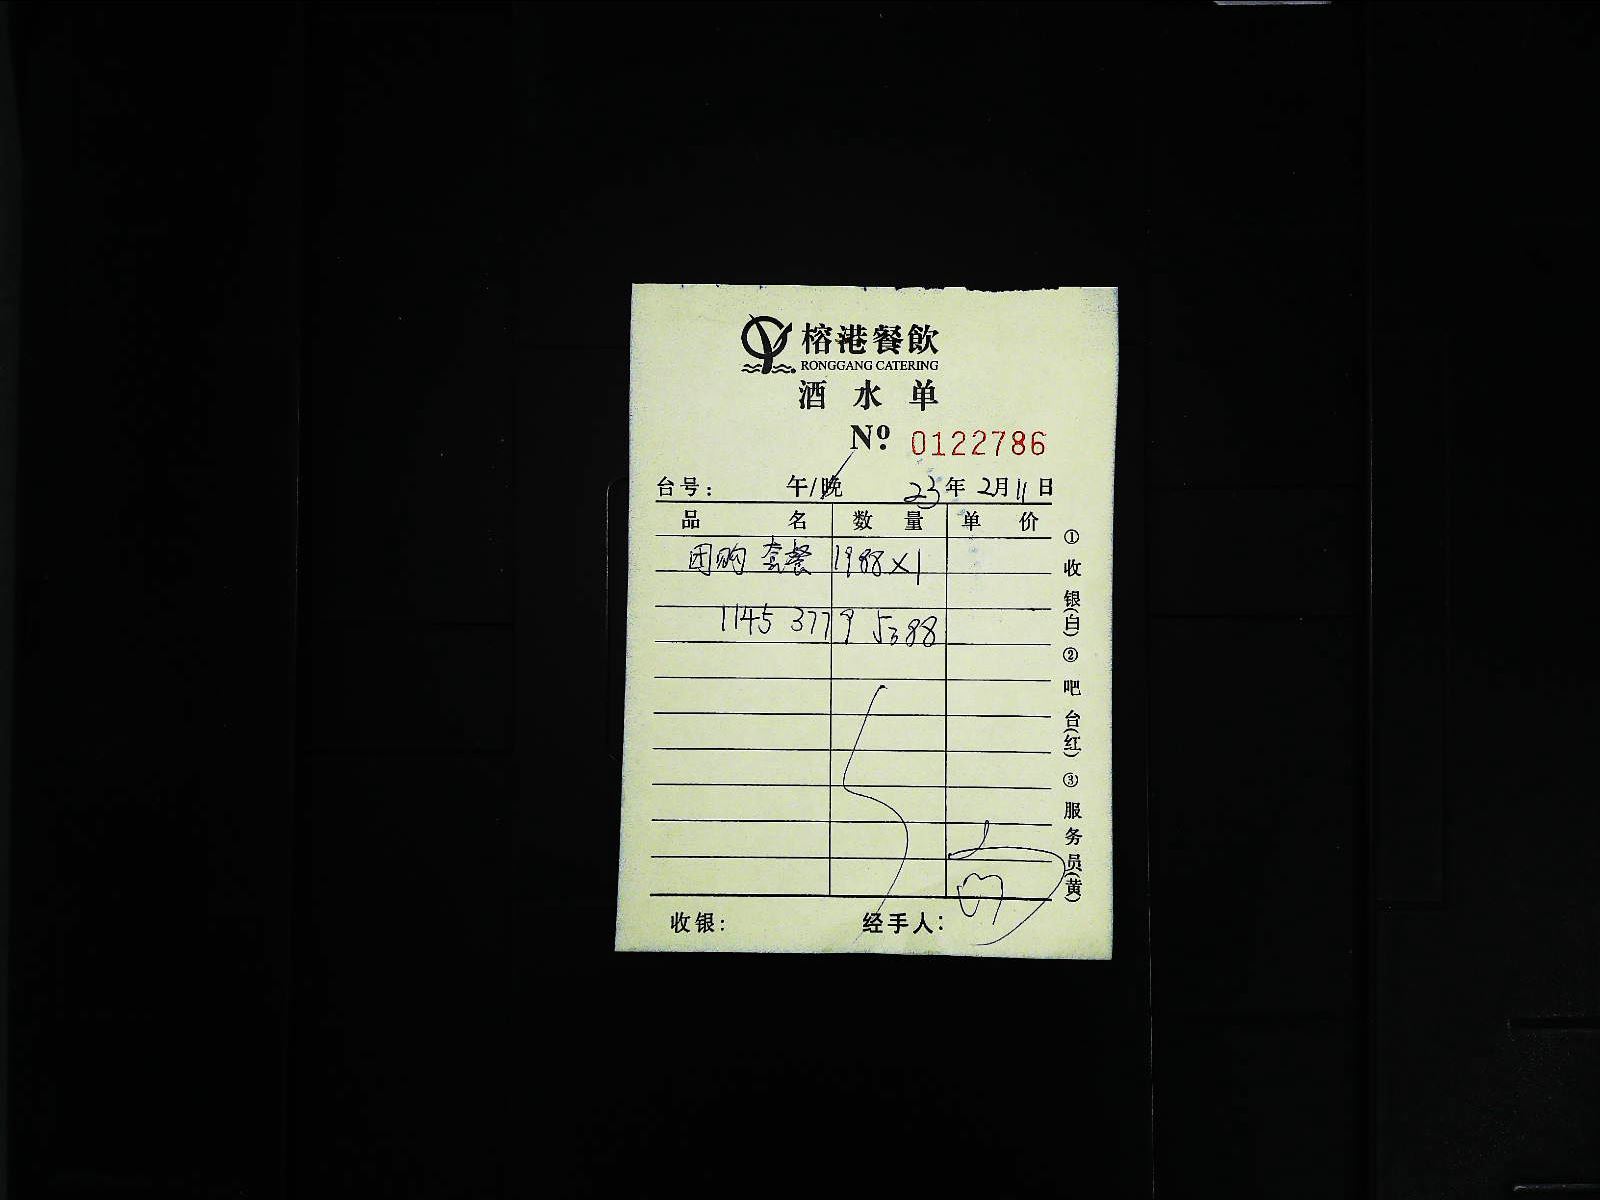 榕港餐飲
RONGGANG CATERING
酒水单
Nº 0122786
台号： 午/晚 23年2月11日
品名 数量 单价
团购套餐 1988×1
1145 3779 5388
收银： 经手人：
①收银(白)②吧台(红)③服务员(黄)